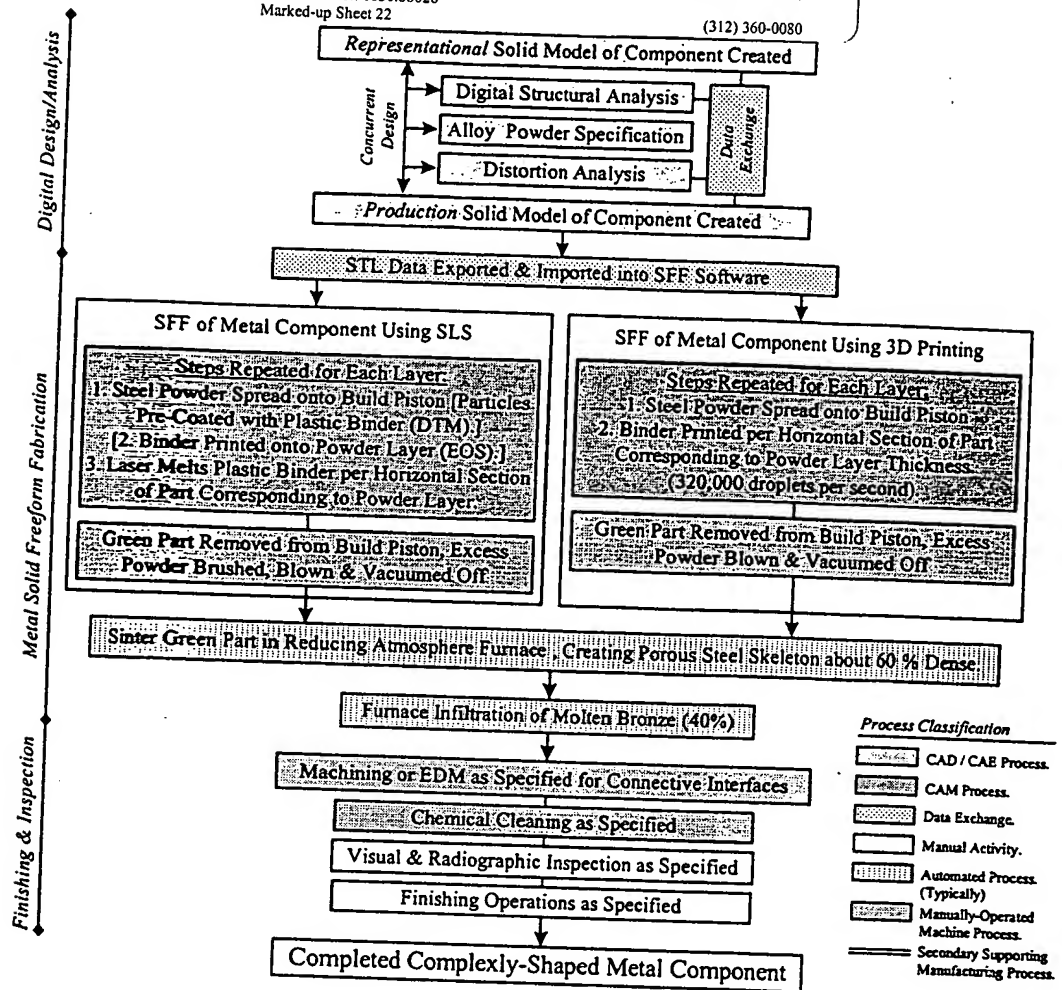 Marked-up Sheet 22
(312) 360-0080
Representational Solid Model of Component Created
Digital Structural Analysis
Alloy Powder Specification
Distortion Analysis
Concurrent
Design
Data
Exchange
Production Solid Model of Component Created
Digital Design/Analysis
STL Data Exported & Imported into SFF Software
SFF of Metal Component Using SLS
Steps Repeated for Each Layer.
1. Steel Powder Spread onto Build Piston [Particles
Pre-Coated with Plastic Binder (DTM).]
[2. Binder Printed onto Powder Layer (EOS).]
3. Laser Melts Plastic Binder per Horizontal Section
of Part Corresponding to Powder Layer.
Green Part Removed from Build Piston, Excess
Powder Brushed, Blown & Vacuumed Off
SFF of Metal Component Using 3D Printing
Steps Repeated for Each Layer.
1. Steel Powder Spread onto Build Piston
2. Binder Printed per Horizontal Section of Part
Corresponding to Powder Layer Thickness.
(320,000 droplets per second)
Green Part Removed from Build Piston, Excess
Powder Blown & Vacuumed Off
Metal Solid Freeform Fabrication
Sinter Green Part in Reducing Atmosphere Furnace, Creating Porous Steel Skeleton about 60 % Dense
Furnace Infiltration of Molten Bronze (40%)
Machining or EDM as Specified for Connective Interfaces
Chemical Cleaning as Specified
Visual & Radiographic Inspection as Specified
Finishing Operations as Specified
Completed Complexly-Shaped Metal Component
Finishing & Inspection
Process Classification
CAD / CAE Process.
CAM Process.
Data Exchange.
Manual Activity.
Automated Process.
(Typically)
Manually-Operated
Machine Process.
Secondary Supporting
Manufacturing Process.